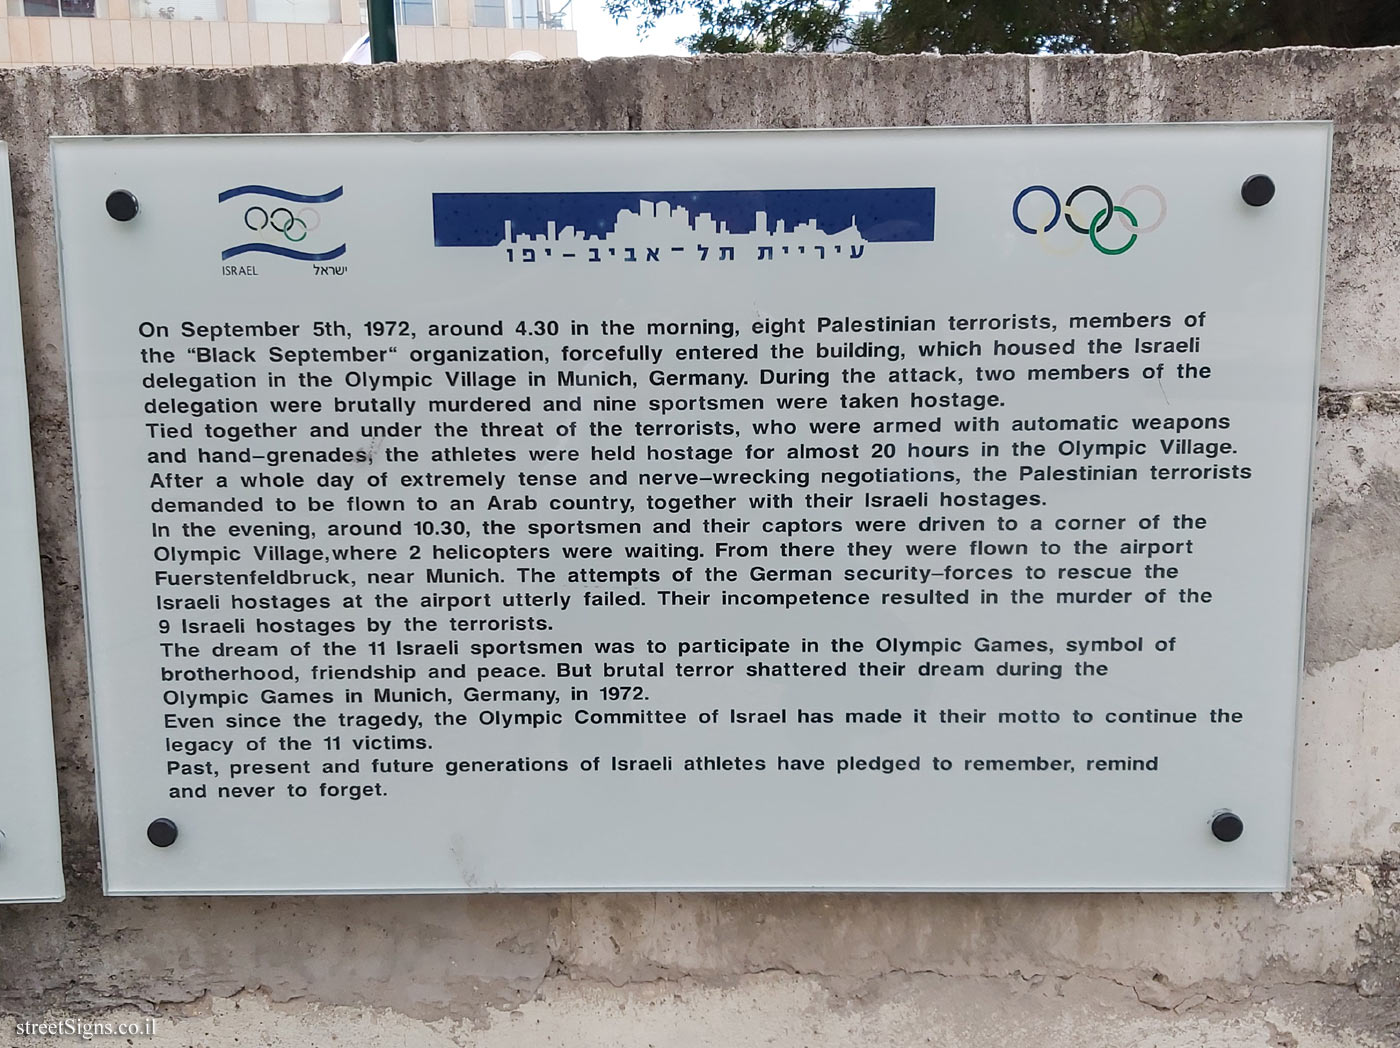 ISRAEL ישראל
עיריית תל-אביב-יפו
On September 5th, 1972, around 4.30 in the morning, eight Palestinian terrorists, members of
the “Black September“ organization, forcefully entered the building, which housed the Israeli
delegation in the Olympic Village in Munich, Germany. During the attack, two members of the
delegation were brutally murdered and nine sportsmen were taken hostage.
Tied together and under the threat of the terrorists, who were armed with automatic weapons
and hand–grenades, the athletes were held hostage for almost 20 hours in the Olympic Village.
After a whole day of extremely tense and nerve–wrecking negotiations, the Palestinian terrorists
demanded to be flown to an Arab country, together with their Israeli hostages.
In the evening, around 10.30, the sportsmen and their captors were driven to a corner of the
Olympic Village,where 2 helicopters were waiting. From there they were flown to the airport
Fuerstenfeldbruck, near Munich. The attempts of the German security–forces to rescue the
Israeli hostages at the airport utterly failed. Their incompetence resulted in the murder of the
9 Israeli hostages by the terrorists.
The dream of the 11 Israeli sportsmen was to participate in the Olympic Games, symbol of
brotherhood, friendship and peace. But brutal terror shattered their dream during the
Olympic Games in Munich, Germany, in 1972.
Even since the tragedy, the Olympic Committee of Israel has made it their motto to continue the
legacy of the 11 victims.
Past, present and future generations of Israeli athletes have pledged to remember, remind
and never to forget.
streetSigns.co.il